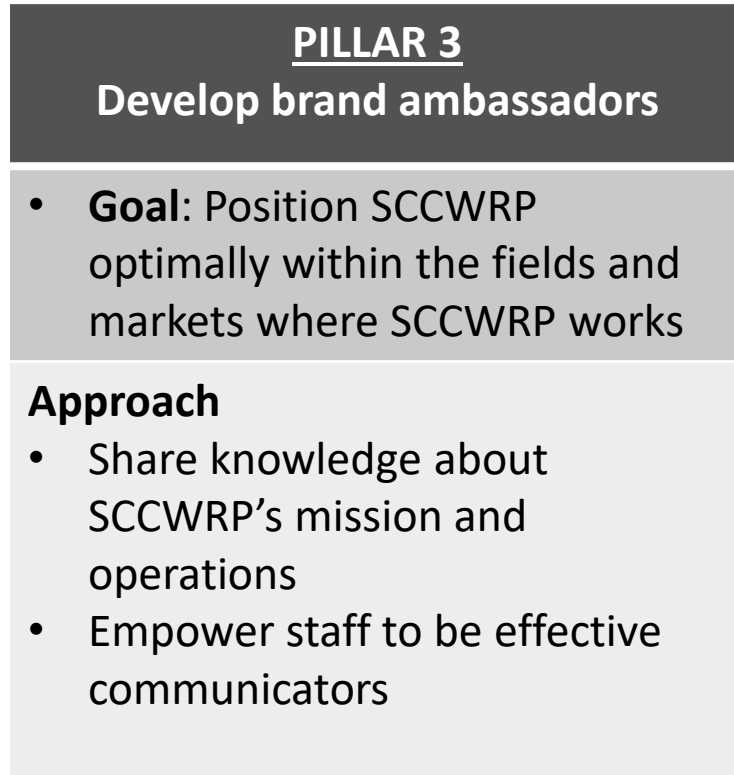 PILLAR 3
Develop brand ambassadors
• Goal: Position SCCWRP
optimally within the fields and
markets where SCCWRP works
Approach
• Share knowledge about
SCCWRP’s mission and
operations
• Empower staff to be effective
communicators